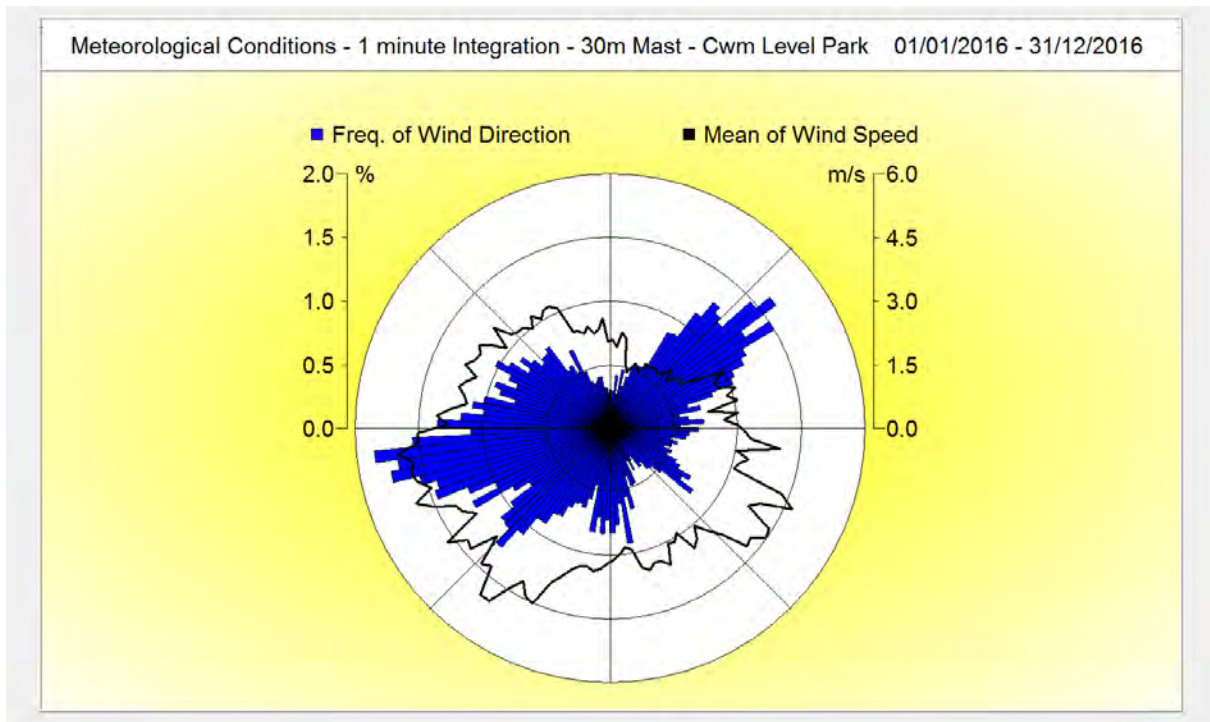 Meteorological Conditions - 1 minute Integration - 30m Mast - Cwm Level Park 01/01/2016 - 31/12/2016
Freq. of Wind Direction Mean of Wind Speed
2.0 % m/s 6.0
1.5 4.5
1.0 3.0
0.5 1.5
0.0 0.0